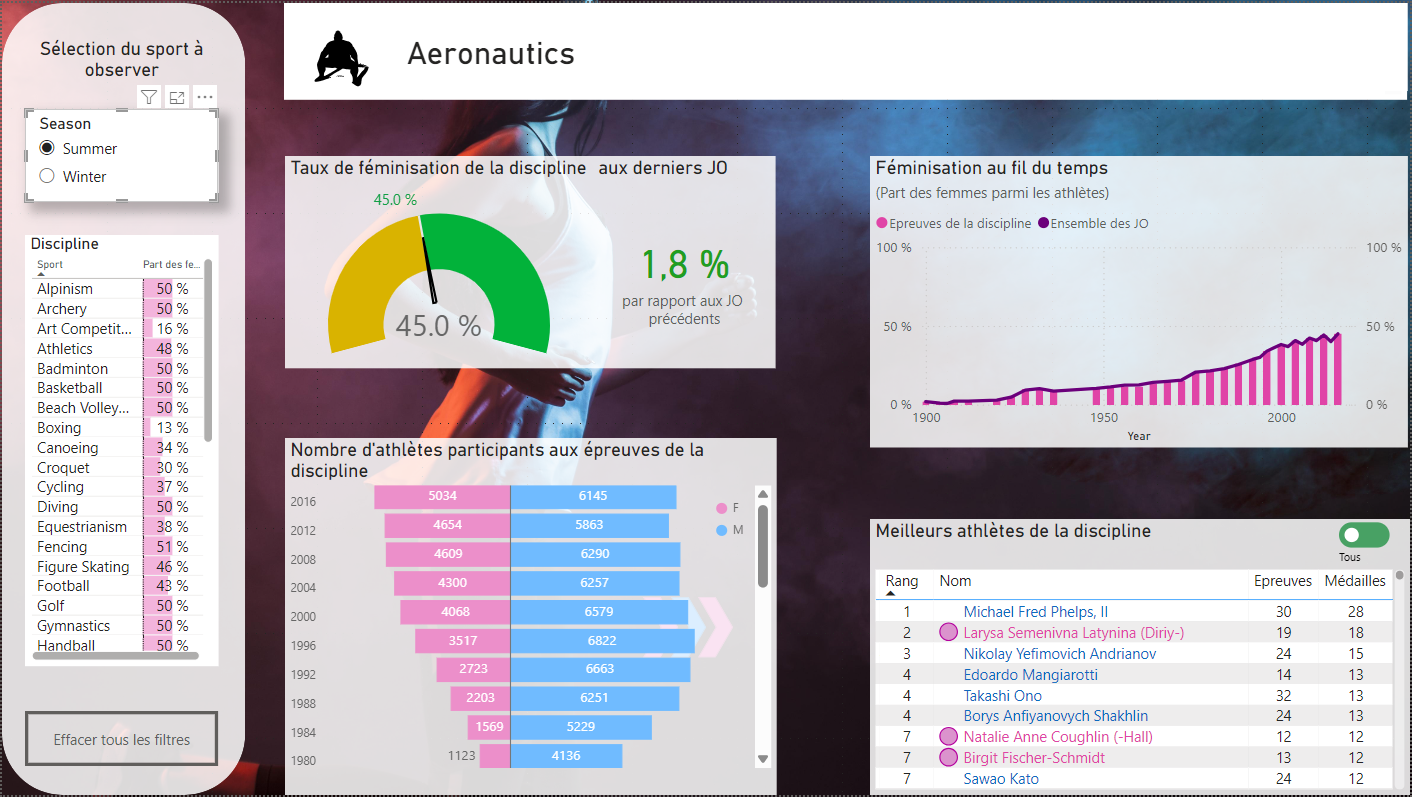 Sélection du sport à
observer
Season
Summer
Winter
Discipline
Sport Part des fe...
Alpinism 50 %
Archery 50 %
Art Competit... 16 %
Athletics 48 %
Badminton 50 %
Basketball 50 %
Beach Volley... 50 %
Boxing 13 %
Canoeing 34 %
Croquet 30 %
Cycling 37 %
Diving 50 %
Equestrianism 38 %
Fencing 51 %
Figure Skating 46 %
Football 43 %
Golf 50 %
Gymnastics 50 %
Handball 50 %
Effacer tous les filtres
Aeronautics
Taux de féminisation de la discipline aux derniers JO
45.0 %
45.0 %
1,8 %
par rapport aux JO
précédents
Féminisation au fil du temps
(Part des femmes parmi les athlètes)
Epreuves de la discipline Ensemble des JO
100 % 100 %
50 % 50 %
0 % 0 %
1900 1950 2000
Year
Nombre d'athlètes participants aux épreuves de la
discipline
F
M
2016 5034 6145
2012 4654 5863
2008 4609 6290
2004 4300 6257
2000 4068 6579
1996 3517 6822
1992 2723 6663
1988 2203 6251
1984 1569 5229
1980 1123 4136
Meilleurs athlètes de la discipline
Tous
Rang Nom Epreuves Médailles
1 Michael Fred Phelps, II 30 28
2 Larysa Semenivna Latynina (Diriy-) 19 18
3 Nikolay Yefimovich Andrianov 24 15
4 Edoardo Mangiarotti 14 13
4 Takashi Ono 32 13
4 Borys Anfiyanovych Shakhlin 24 13
7 Natalie Anne Coughlin (-Hall) 12 12
7 Birgit Fischer-Schmidt 13 12
7 Sawao Kato 24 12